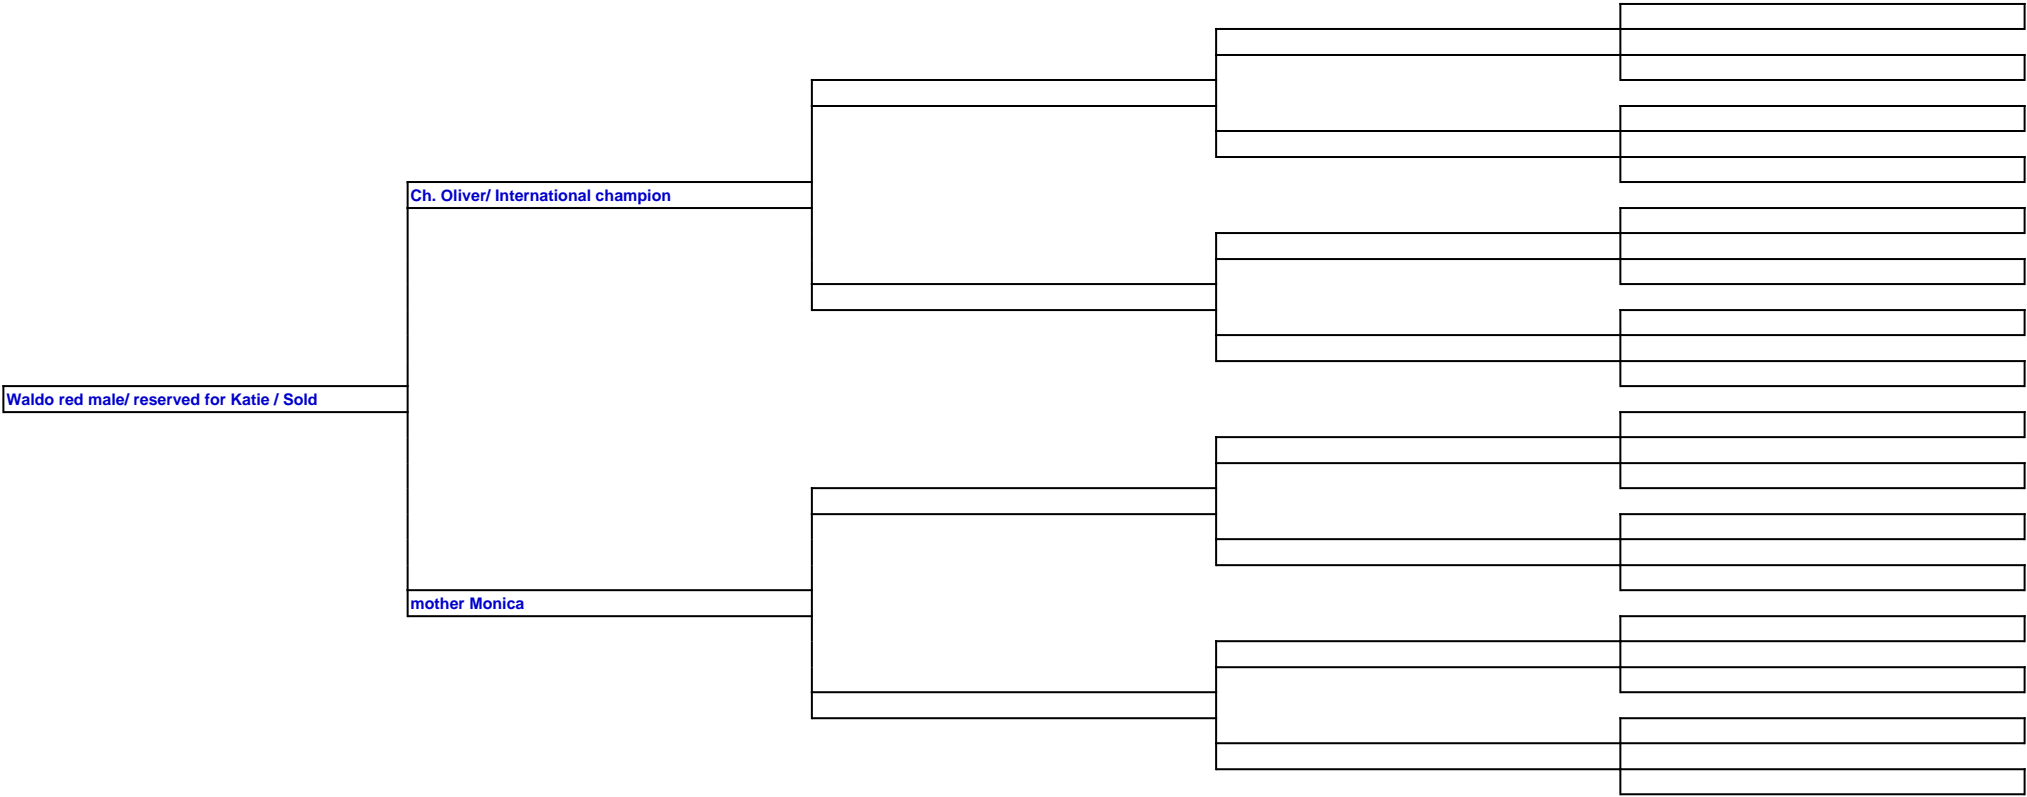 Ch. Oliver/ International champion
Waldo red male/ reserved for Katie / Sold
mother Monica